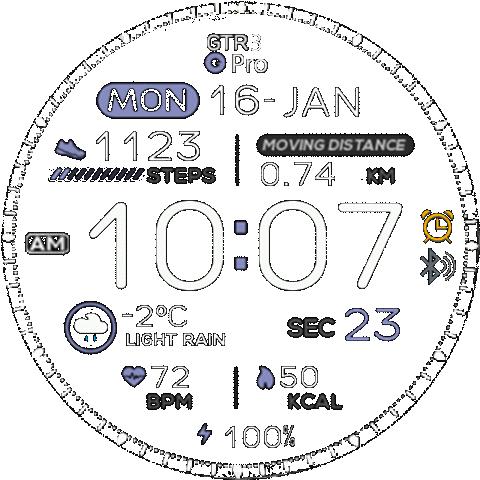 GTR3
Pro
MON 16-JAN
1123 MOVING DISTANCE
STEPS 0.74 KM
AM 10:07
-2°C
LIGHT RAIN SEC 23
72 50
BPM KCAL
100%